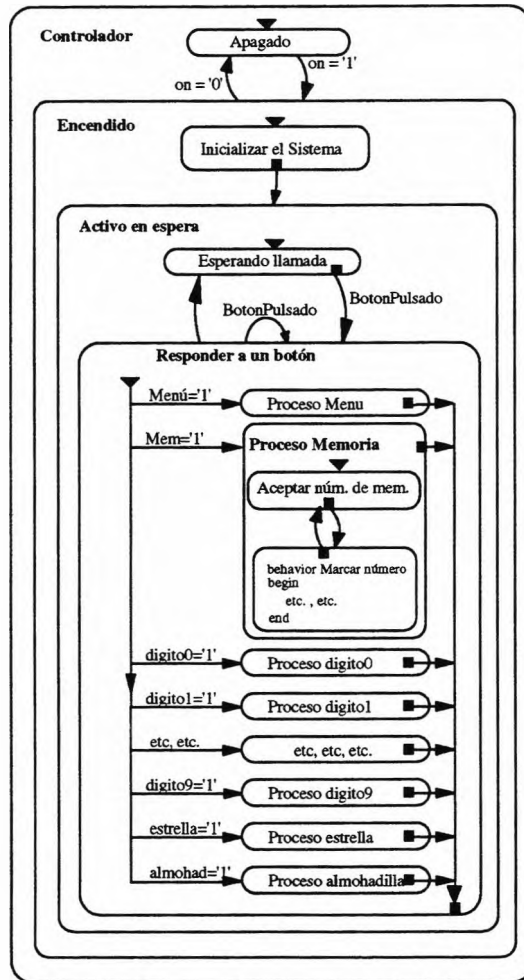 Controlador
Apagado
on = '0'
on = '1'
Encendido
Inicializar el Sistema
Activo en espera
Esperando llamada
BotonPulsado
BotonPulsado
Responder a un botón
Menú='1'
Proceso Menu
Mem='1'
Proceso Memoria
Aceptar núm. de mem.
behavior Marcar número
begin
etc. , etc.
end
digito0='1'
Proceso digito0
digito1='1'
Proceso digito1
etc, etc.
etc, etc, etc.
digito9='1'
Proceso digito9
estrella='1'
Proceso estrella
almohad='1'
Proceso almohadilla